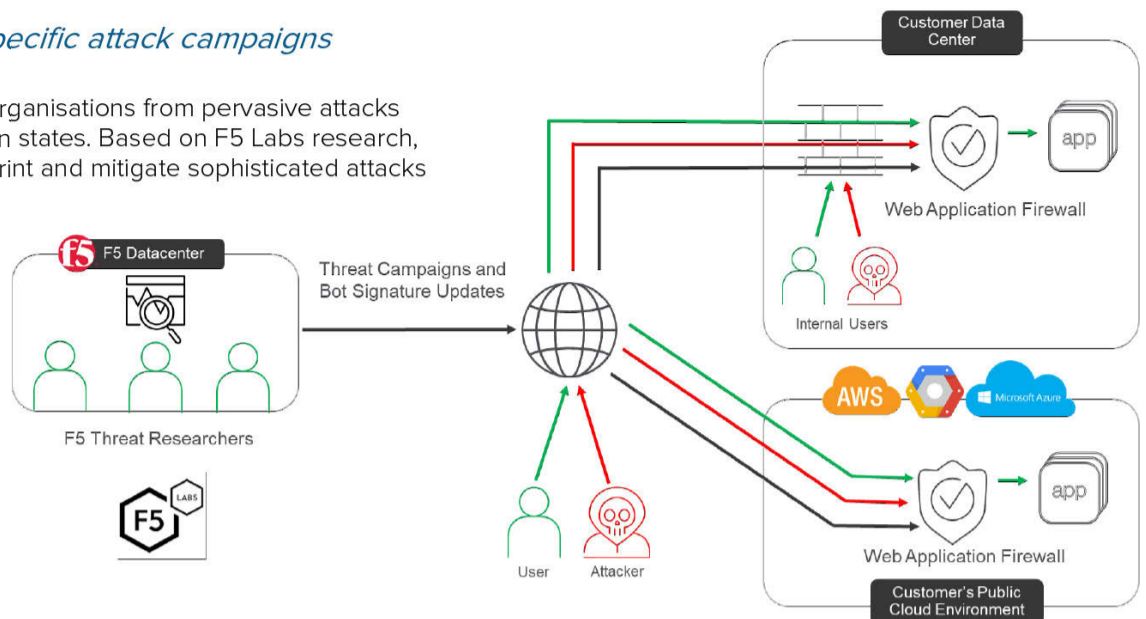 pecific attack campaigns
rganisations from pervasive attacks
n states. Based on F5 Labs research,
rint and mitigate sophisticated attacks
f5
F5 Datacenter
F5 Threat Researchers
F5
LABS
Threat Campaigns and
Bot Signature Updates
User
Attacker
Customer Data
Center
Web Application Firewall
app
Internal Users
AWS
Microsoft Azure
app
Web Application Firewall
Customer's Public
Cloud Environment